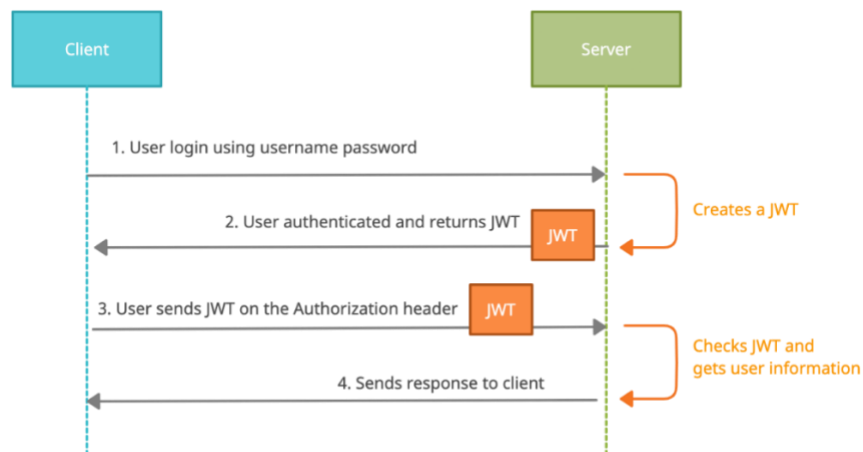 Client
Server
1. User login using username password
Creates a JWT
2. User authenticated and returns JWT
JWT
3. User sends JWT on the Authorization header
JWT
Checks JWT and
gets user information
4. Sends response to client